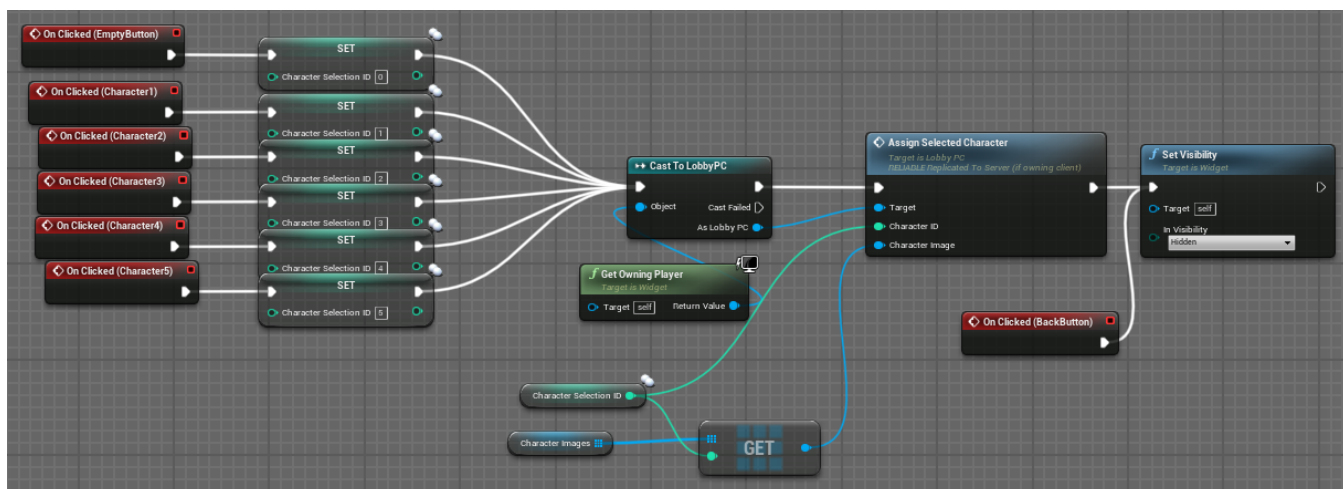 On Clicked (EmptyButton)
SET
Character Selection ID 0
On Clicked (Character1)
SET
Character Selection ID 1
On Clicked (Character2)
SET
Character Selection ID 2
On Clicked (Character3)
SET
Character Selection ID 3
On Clicked (Character4)
SET
Character Selection ID 4
On Clicked (Character5)
SET
Character Selection ID 5
Cast To LobbyPC
Object
Cast Failed
As Lobby PC
Get Owning Player
Target is Widget
Target self
Return Value
Assign Selected Character
Target is Lobby PC
RELIABLE Replicated To Server (if owning client)
Target
Character ID
Character Image
Set Visibility
Target is Widget
Target self
In Visibility
Hidden
On Clicked (BackButton)
Character Selection ID
Character Images
GET